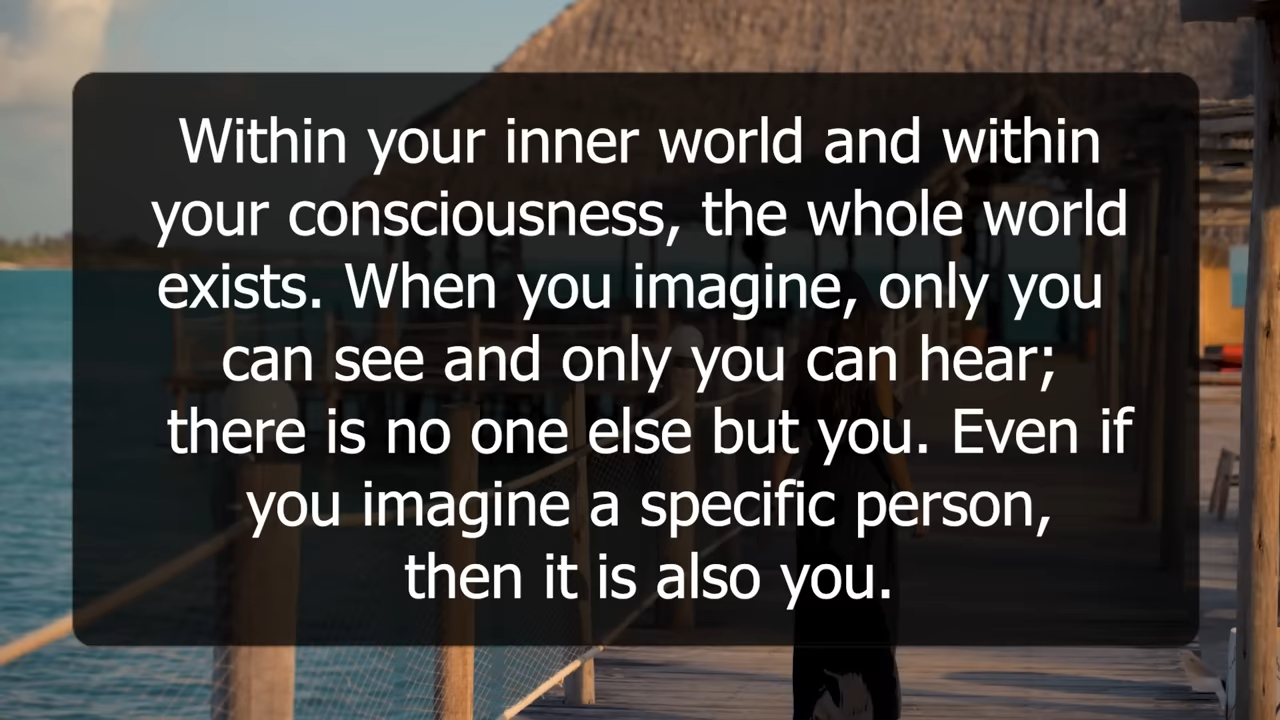 Within your inner world and within
your consciousness, the whole world
exists. When you imagine, only you
can see and only you can hear;
there is no one else but you. Even if
you imagine a specific person,
then it is also you.